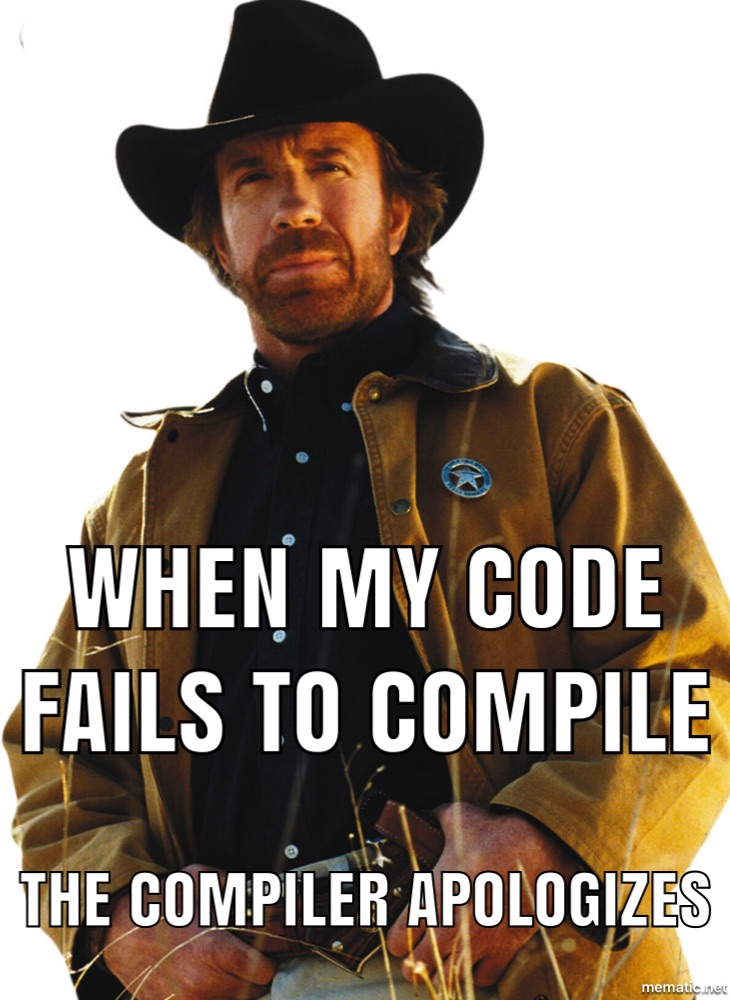 WHEN MY CODE
FAILS TO COMPILE
THE COMPILER APOLOGIZES
mematic.net